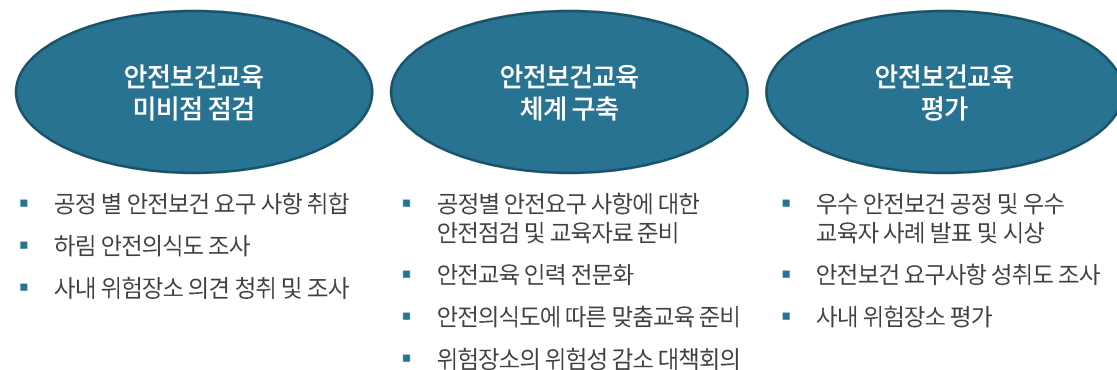 안전보건교육
미비점 점검
공정 별 안전보건 요구 사항 취합
하림 안전의식도 조사
사내 위험장소 의견 청취 및 조사
안전보건교육
체계 구축
공정별 안전요구 사항에 대한
안전점검 및 교육자료 준비
안전교육 인력 전문화
안전의식도에 따른 맞춤교육 준비
위험장소의 위험성 감소 대책회의
안전보건교육
평가
우수 안전보건 공정 및 우수
교육자 사례 발표 및 시상
안전보건 요구사항 성취도 조사
사내 위험장소 평가